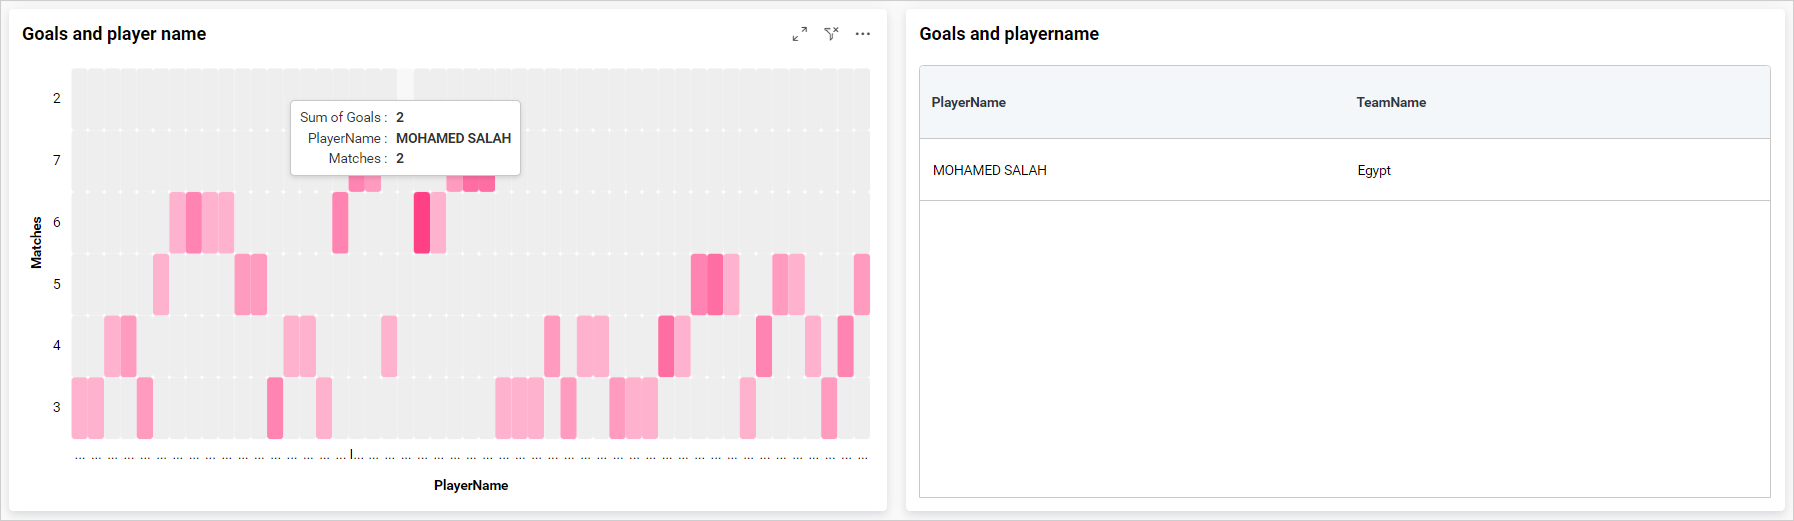 Goals and player name
2
7
6
5
4
3
Matches
Sum of Goals : 2
PlayerName : MOHAMED SALAH
Matches : 2
... ... ... ... ... ... ... ... ... ... ... ... ... ... ... ... ... I... ... ... ... ... ... ... ... ... ... ... ... ... ... ... ... ... ... ... ... ... ... ... ... ... ... ... ... ... ... ... ...
PlayerName
Goals and playername
PlayerName TeamName
MOHAMED SALAH Egypt